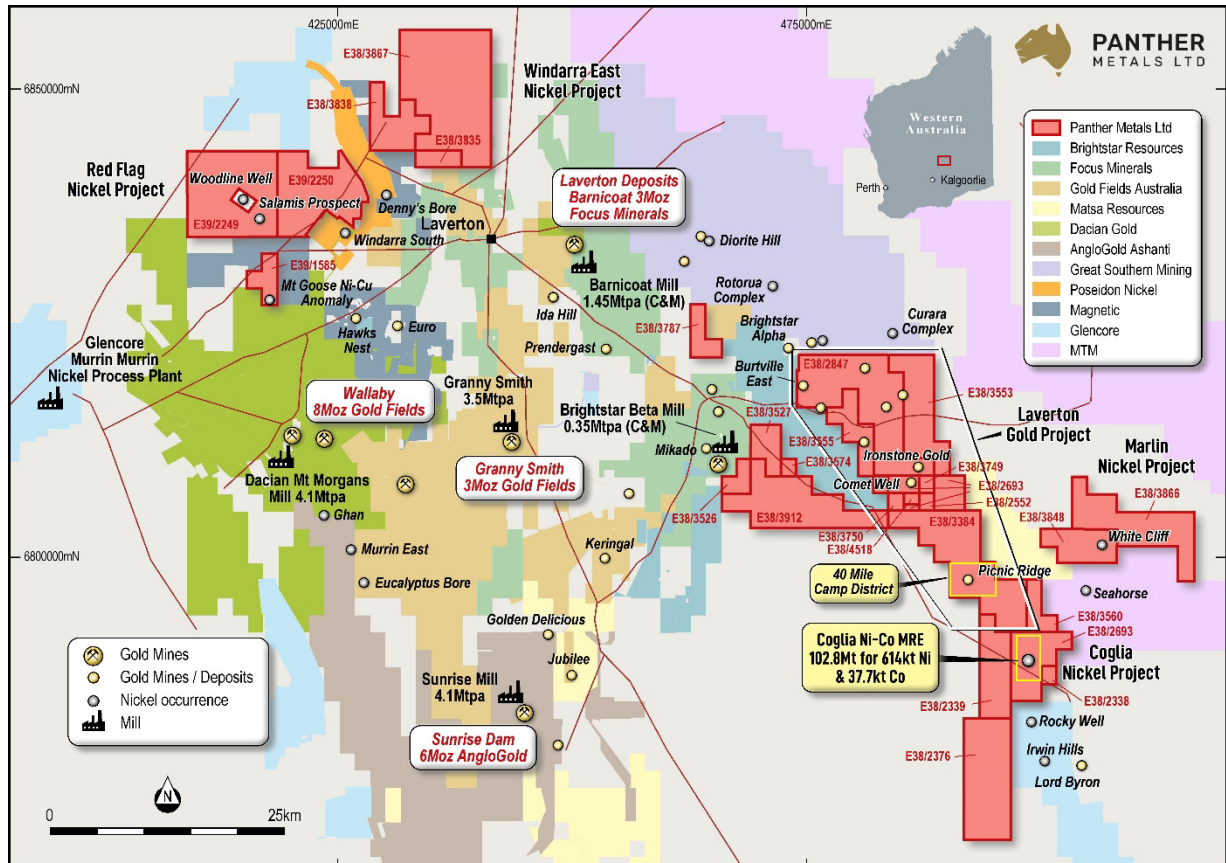 425000mE
475000mE
6850000mN
6800000mN
PANTHER
METALS LTD
Western
Australia
Perth
Kalgoorlie
Panther Metals Ltd
Brightstar Resources
Focus Minerals
Gold Fields Australia
Matsa Resources
Dacian Gold
AngloGold Ashanti
Great Southern Mining
Poseidon Nickel
Magnetic
Glencore
MTM
E38/3867
Windarra East
Nickel Project
E38/3838
E38/3835
Red Flag
Nickel Project
Woodline Well
E39/2250
Salamis Prospect
E39/2249
Denny's Bore
Laverton
Windarra South
E39/1585
Mt Goose Ni-Cu
Anomaly
Laverton Deposits
Barnicoat 3Moz
Focus Minerals
Barnicoat Mill
1.45Mtpa (C&M)
Diorite Hill
Rotorua
Complex
Curara
Complex
Ida Hill
Hawks
Nest
Euro
Prendergast
E38/3787
Brightstar
Alpha
Burtville
East
E38/2847
E38/3553
Laverton
Gold Project
Glencore
Murrin Murrin
Nickel Process Plant
Wallaby
8Moz Gold Fields
Granny Smith
3.5Mtpa
Brightstar Beta Mill
0.35Mtpa (C&M)
Mikado
E38/3527
E38/3555
Ironstone Gold
E38/3574
Comet Well
E38/3749
E38/2693
E38/2552
Marlin
Nickel Project
E38/3866
Dacian Mt Morgans
Mill 4.1Mtpa
Granny Smith
3Moz Gold Fields
Ghan
E38/3526
E38/3912
E38/3750
E38/4518
E38/3384
E38/3848
White Cliff
Murrin East
Keringal
Eucalyptus Bore
40 Mile
Camp District
Picnic Ridge
Seahorse
E38/3560
E38/2693
Golden Delicious
Jubilee
Coglia Ni-Co MRE
102.8Mt for 614kt Ni
& 37.7kt Co
Coglia
Nickel Project
E38/2338
E38/2339
Sunrise Mill
4.1Mtpa
Sunrise Dam
6Moz AngloGold
Rocky Well
E38/2376
Irwin Hills
Lord Byron
Gold Mines
Gold Mines / Deposits
Nickel occurrence
Mill
N
0
25km